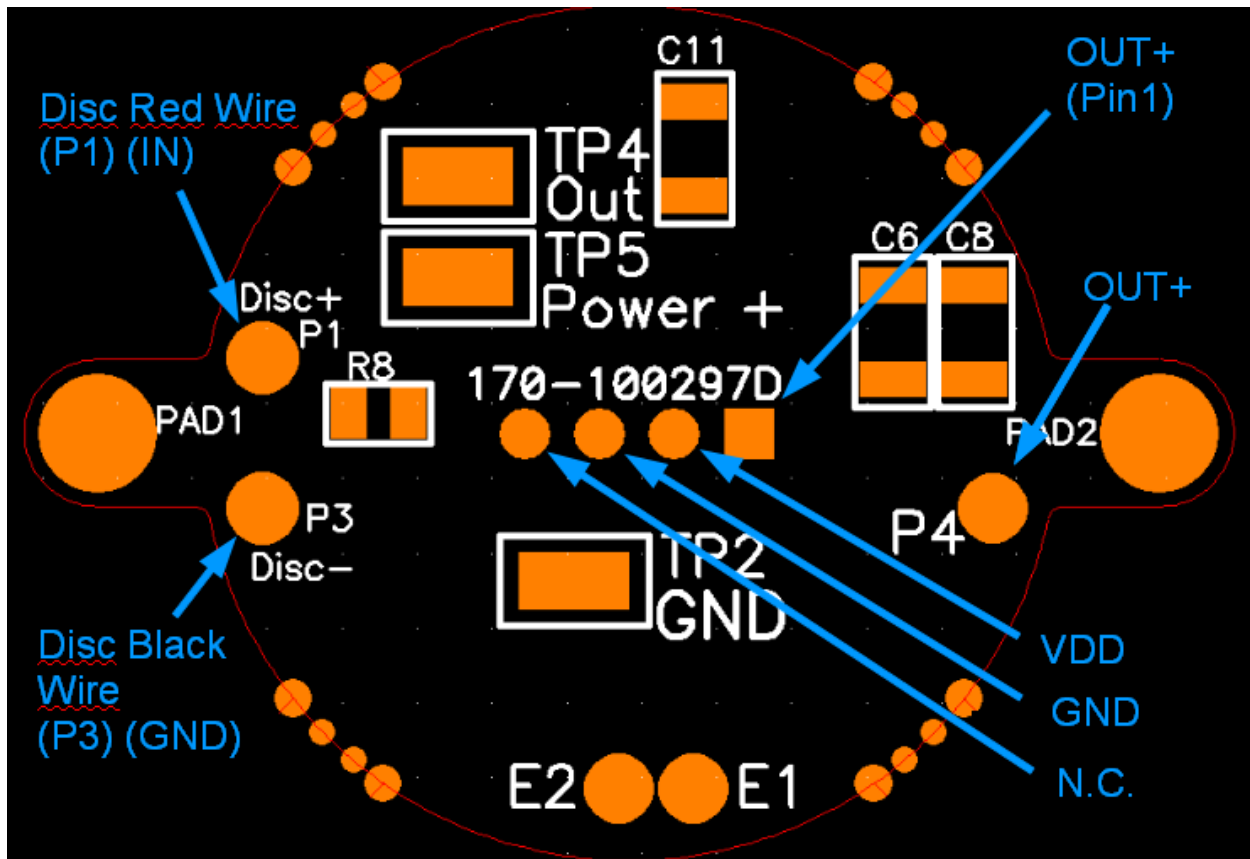 C11
OUT+
(Pin1)
Disc Red Wire
(P1) (IN)
TP4
Out
TP5
Power +
C6 C8
OUT+
Disc+
P1
R8
170-100297D
PAD1
PAD2
P3
Disc-
P4
TP2
GND
Disc Black
Wire
(P3) (GND)
VDD
GND
N.C.
E2 E1